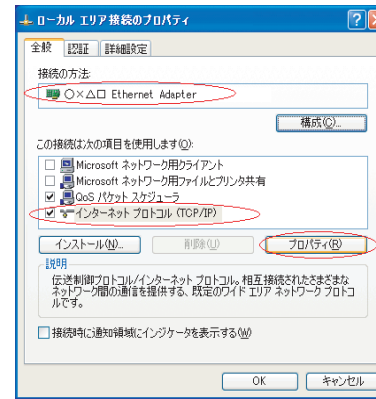 ローカル エリア接続のプロパティ
全般 認証 詳細設定
接続の方法:
○×△□ Ethernet Adapter
構成(C)...
この接続は次の項目を使用します(O):
Microsoft ネットワーク用クライアント
Microsoft ネットワーク用ファイルとプリンタ共有
QoS パケット スケジューラ
インターネット プロトコル (TCP/IP)
インストール(N)... 削除(U) プロパティ(R)
説明
伝送制御プロトコル/インターネット プロトコル。相互接続されたさまざまな
ネットワーク間の通信を提供する、既定のワイド エリア ネットワーク プロトコ
ルです。
接続時に通知領域にインジケータを表示する(W)
OK キャンセル